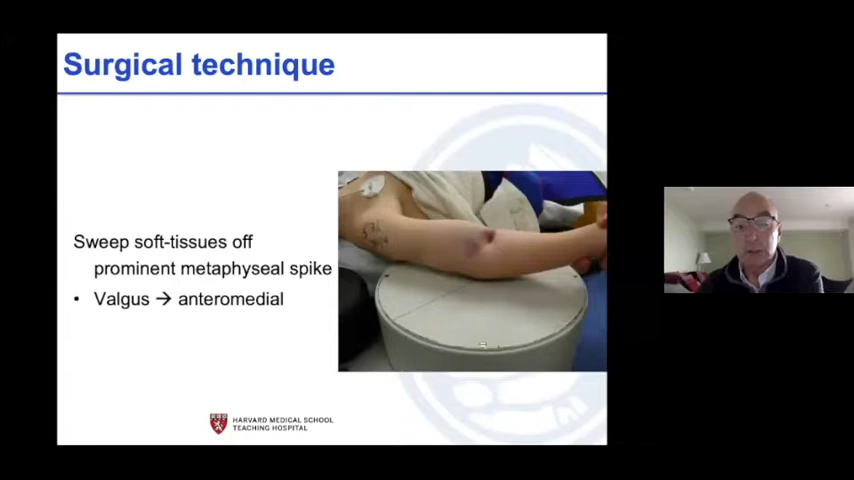 Surgical technique
Sweep soft-tissues off
prominent metaphyseal spike
• Valgus → anteromedial
HARVARD MEDICAL SCHOOL
TEACHING HOSPITAL